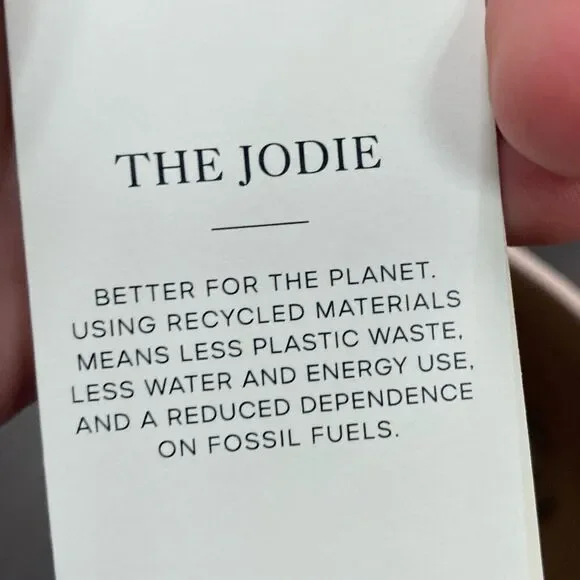 THE JODIE
BETTER FOR THE PLANET.
USING RECYCLED MATERIALS
MEANS LESS PLASTIC WASTE,
LESS WATER AND ENERGY USE,
AND A REDUCED DEPENDENCE
ON FOSSIL FUELS.